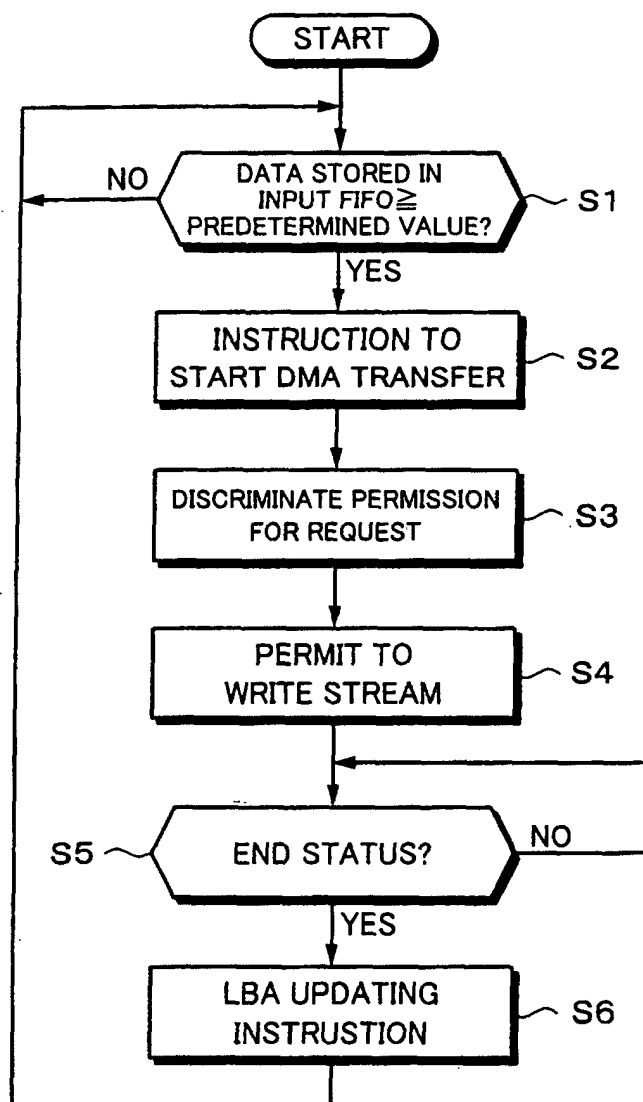 START
NO
DATA STORED IN
INPUT FIFO≧
PREDETERMINED VALUE?
S1
YES
INSTRUCTION TO
START DMA TRANSFER
S2
DISCRIMINATE PERMISSION
FOR REQUEST
S3
PERMIT TO
WRITE STREAM
S4
S5
END STATUS?
NO
YES
LBA UPDATING
INSTRUSTION
S6